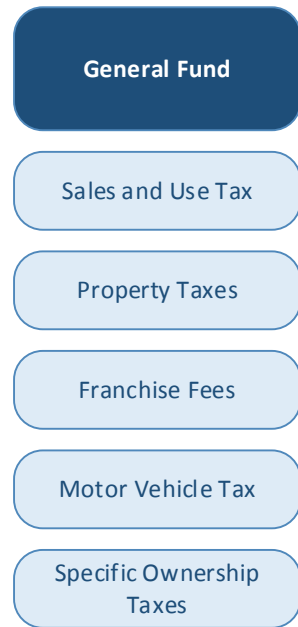 General Fund
Sales and Use Tax
Property Taxes
Franchise Fees
Motor Vehicle Tax
Specific Ownership
Taxes